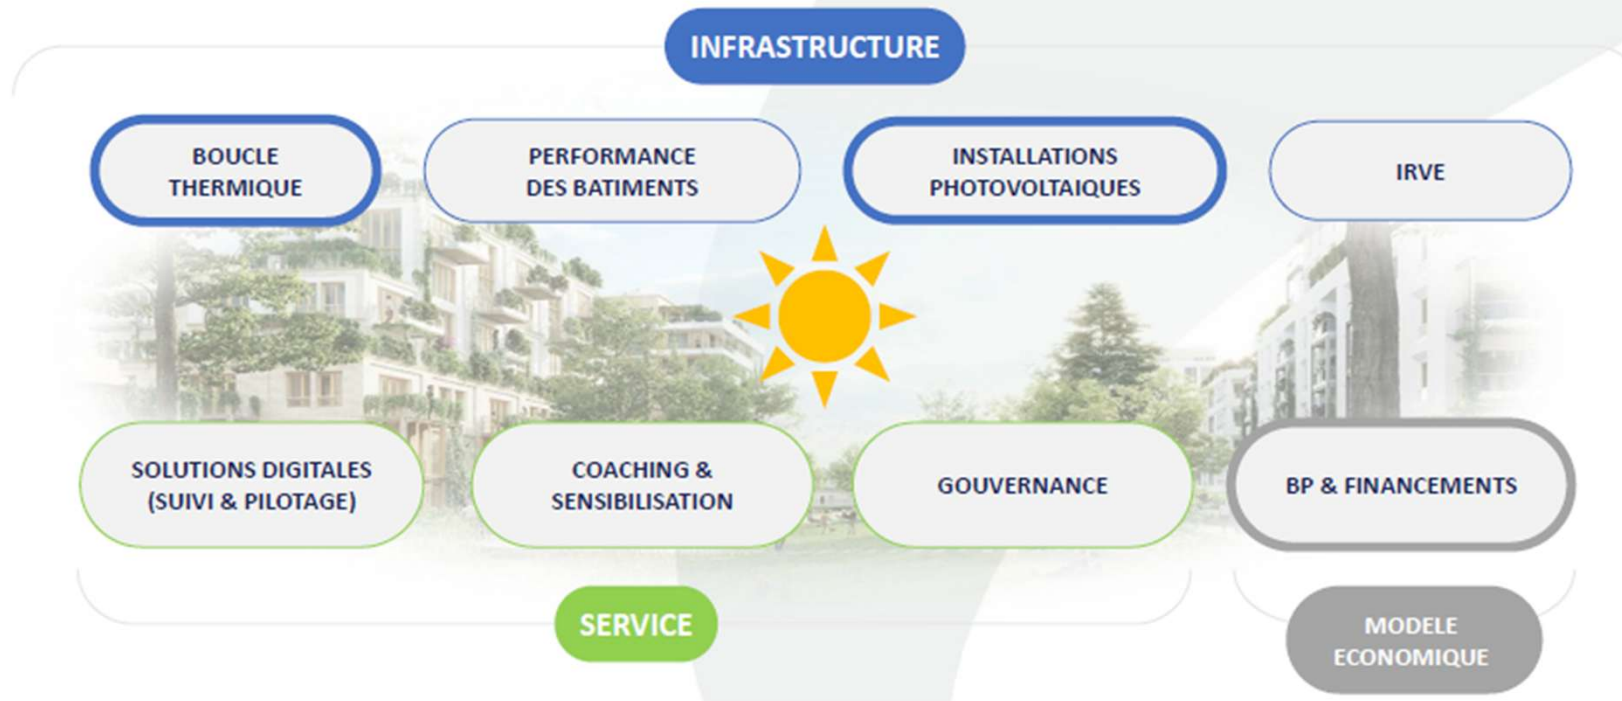 INFRASTRUCTURE
BOUCLE
THERMIQUE
PERFORMANCE
DES BATIMENTS
INSTALLATIONS
PHOTOVOLTAIQUES
IRVE
SOLUTIONS DIGITALES
(SUIVI & PILOTAGE)
COACHING &
SENSIBILISATION
GOUVERNANCE
BP & FINANCEMENTS
SERVICE
MODELE
ECONOMIQUE